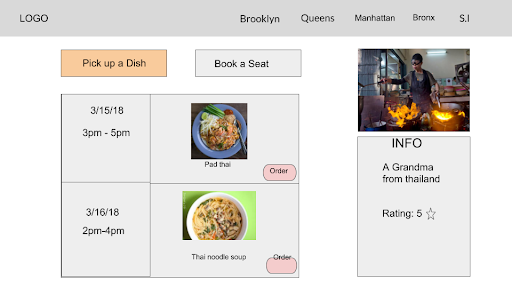 LOGO
Brooklyn
Queens
Manhattan
Bronx
S.I
Pick up a Dish
Book a Seat
3/15/18
3pm - 5pm
Pad thai
Order
3/16/18
2pm-4pm
Thai noodle soup
Order
INFO
A Grandma
from thailand
Rating: 5 ☆